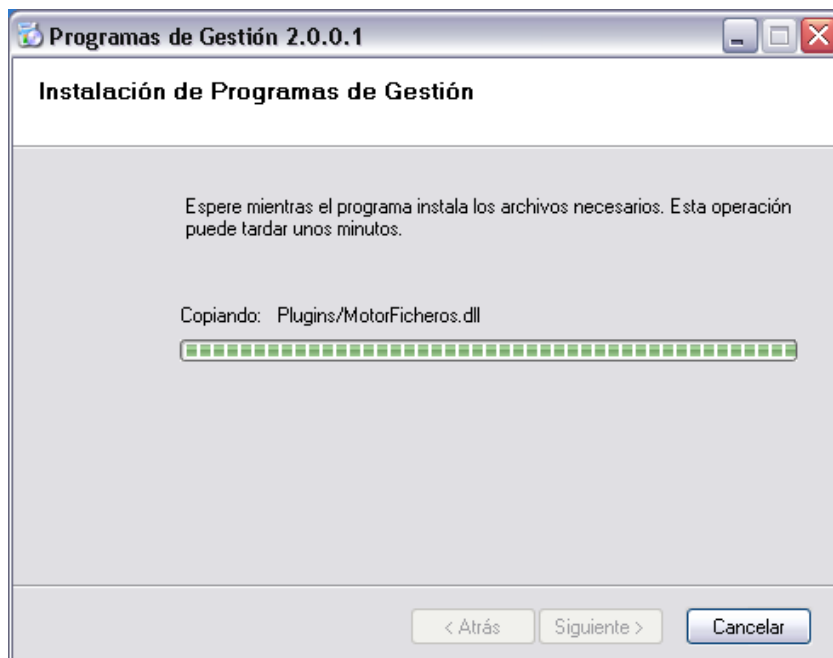 Programas de Gestión 2.0.0.1
Instalación de Programas de Gestión
Espere mientras el programa instala los archivos necesarios. Esta operación
puede tardar unos minutos.
Copiando: Plugins/MotorFicheros.dll
< Atrás Siguiente > Cancelar